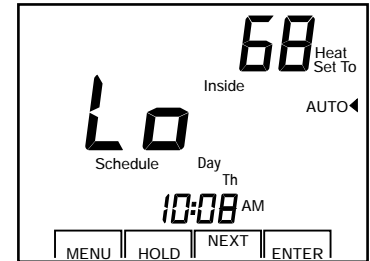 68 Heat
Set To
Inside
AUTO
Lo
Schedule Day
Th
10:08 AM
MENU HOLD NEXT ENTER